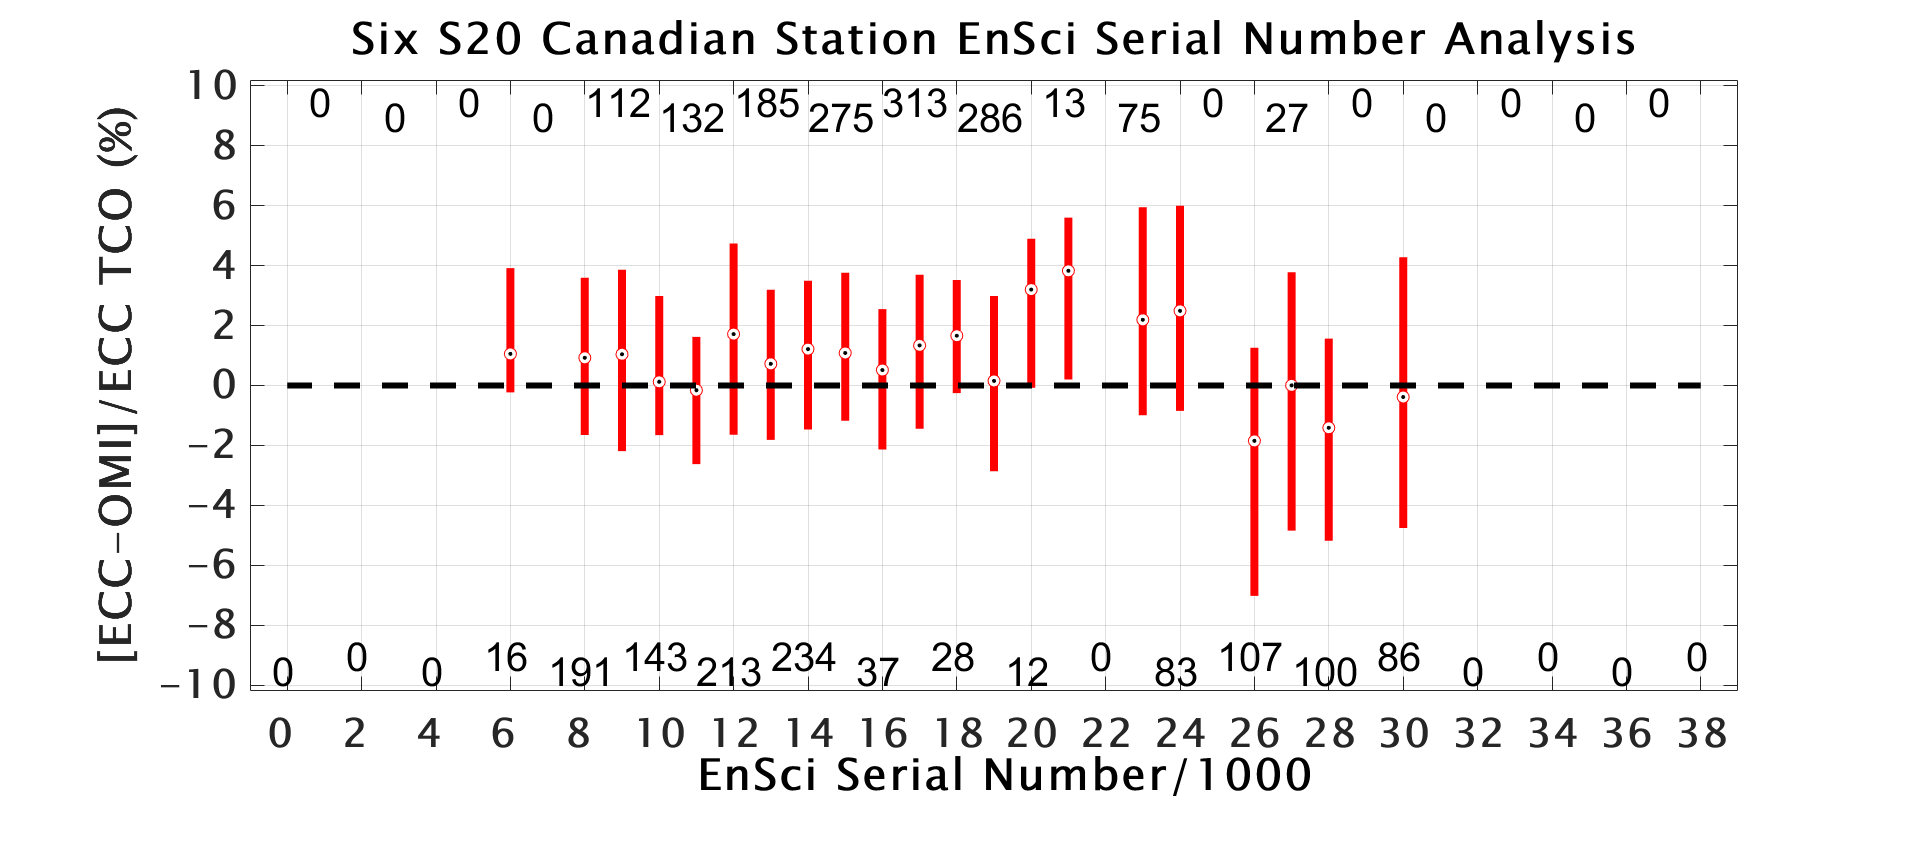 Six S20 Canadian Station EnSci Serial Number Analysis
[ECC-OMI]/ECC TCO (%)
10
8
6
4
2
0
−2
−4
−6
−8
−10
0 0 112 185 313 13 0 0 0 0
0 0 132 275 286 75 27 0 0
0 16 143 234 28 0 107 86 0 0
0 0 191 213 37 12 83 100 0 0
0 2 4 6 8 10 12 14 16 18 20 22 24 26 28 30 32 34 36 38
EnSci Serial Number/1000